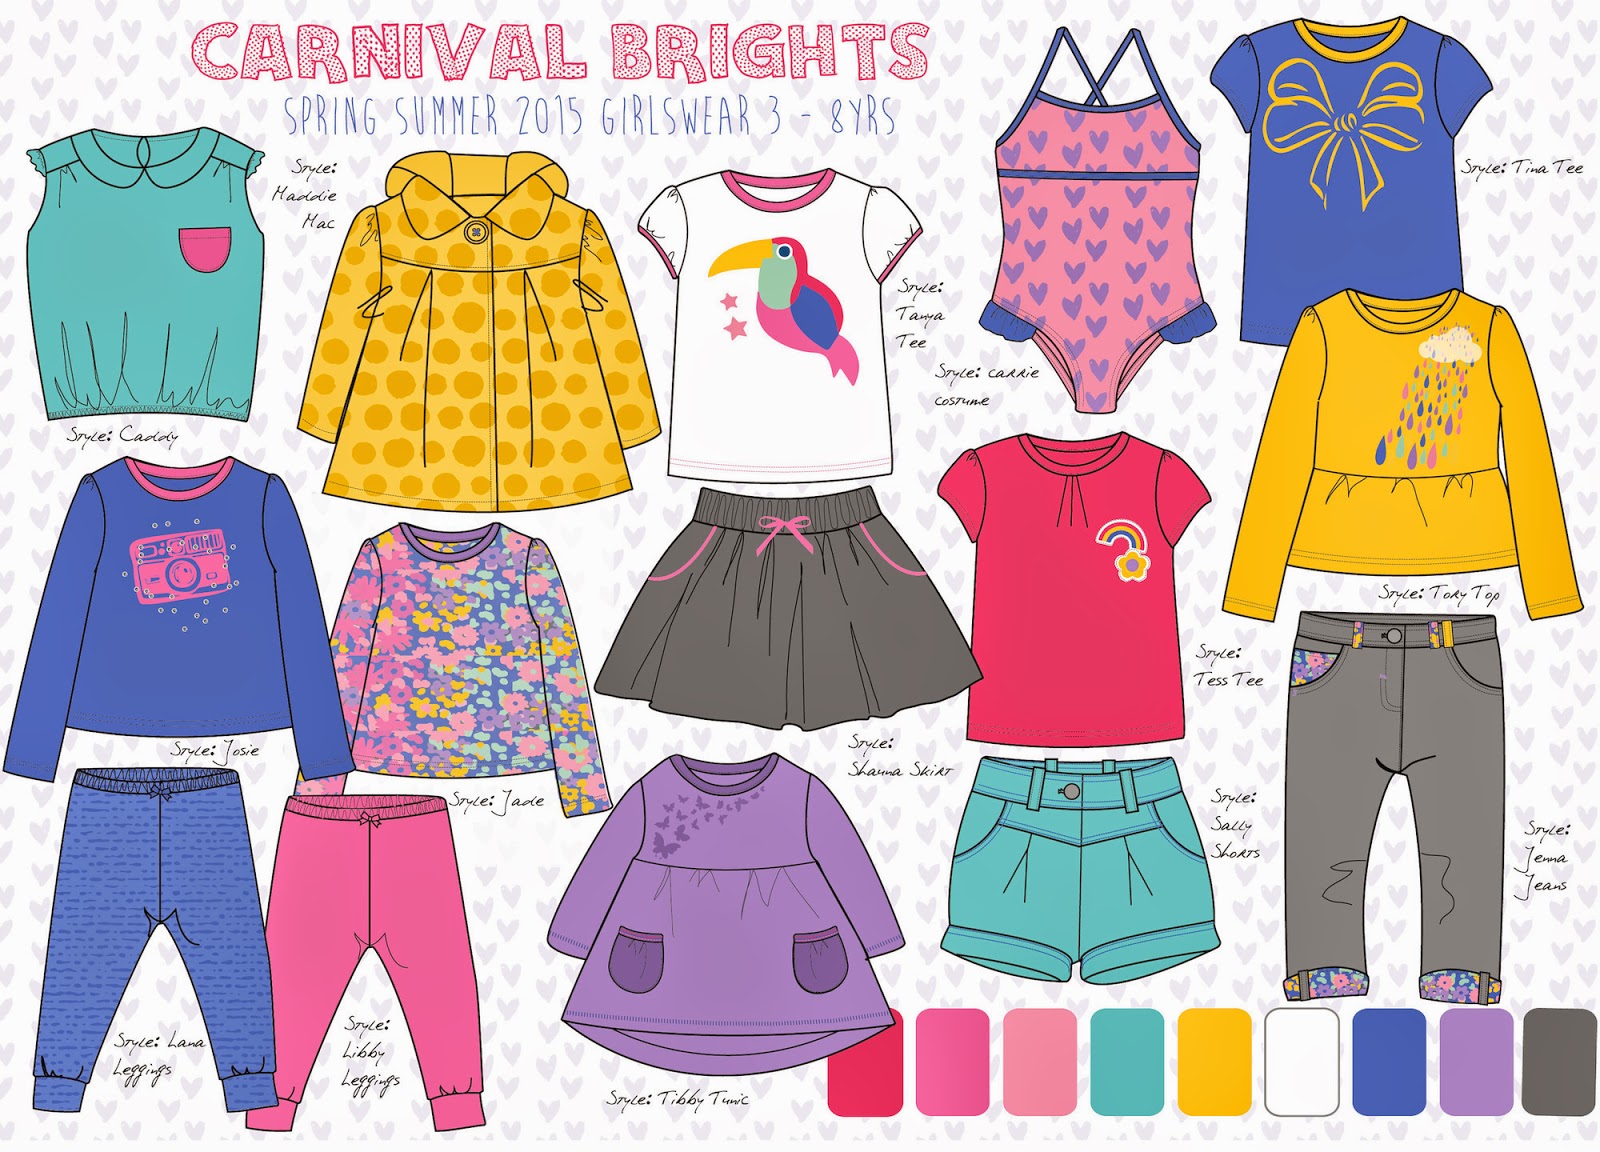 CARNIVAL BRIGHTS
SPRING SUMMER 2015 GIRLSWEAR 3 - 8YRS
Style:
Maddie
Mac
Style: Tina Tee
Style:
Tanya
Tee
Style: carrie
costume
Style: Caddy
Style: Tory Top
Style:
Tess Tee
Style: Josie
Style: Jade
Style:
Shauna Skirt
Style:
Sally
Shorts
Style:
Jenna
Jeans
Style: Lana
Leggings
Style:
Libby
Leggings
Style: Tibby Tunic